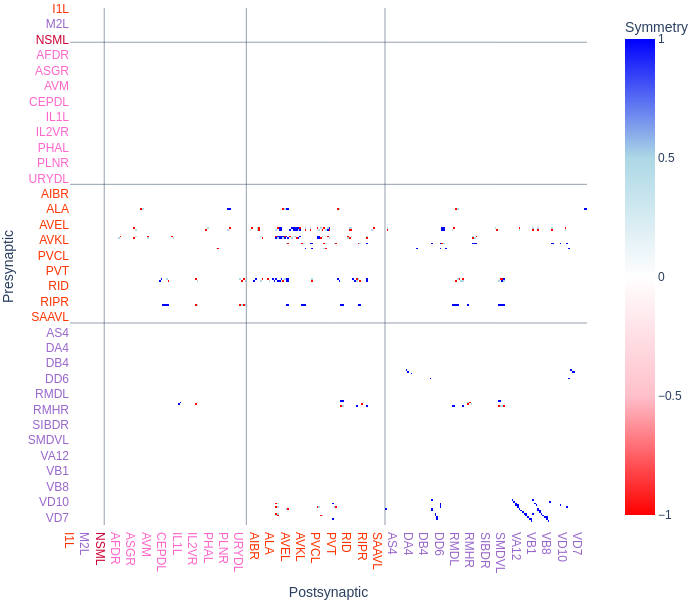 Symmetry
1
0.5
0
−0.5
−1
Presynaptic
I1L
M2L
NSML
AFDR
ASGR
AVM
CEPDL
IL1L
IL2VR
PHAL
PLNR
URYDL
AIBR
ALA
AVEL
AVKL
PVCL
PVT
RID
RIPR
SAAVL
AS4
DA4
DB4
DD6
RMDL
RMHR
SIBDR
SMDVL
VA12
VB1
VB8
VD10
VD7
I1L
M2L
NSML
AFDR
ASGR
AVM
CEPDL
IL1L
IL2VR
PHAL
PLNR
URYDL
AIBR
ALA
AVEL
AVKL
PVCL
PVT
RID
RIPR
SAAVL
AS4
DA4
DB4
DD6
RMDL
RMHR
SIBDR
SMDVL
VA12
VB1
VB8
VD10
VD7
Postsynaptic